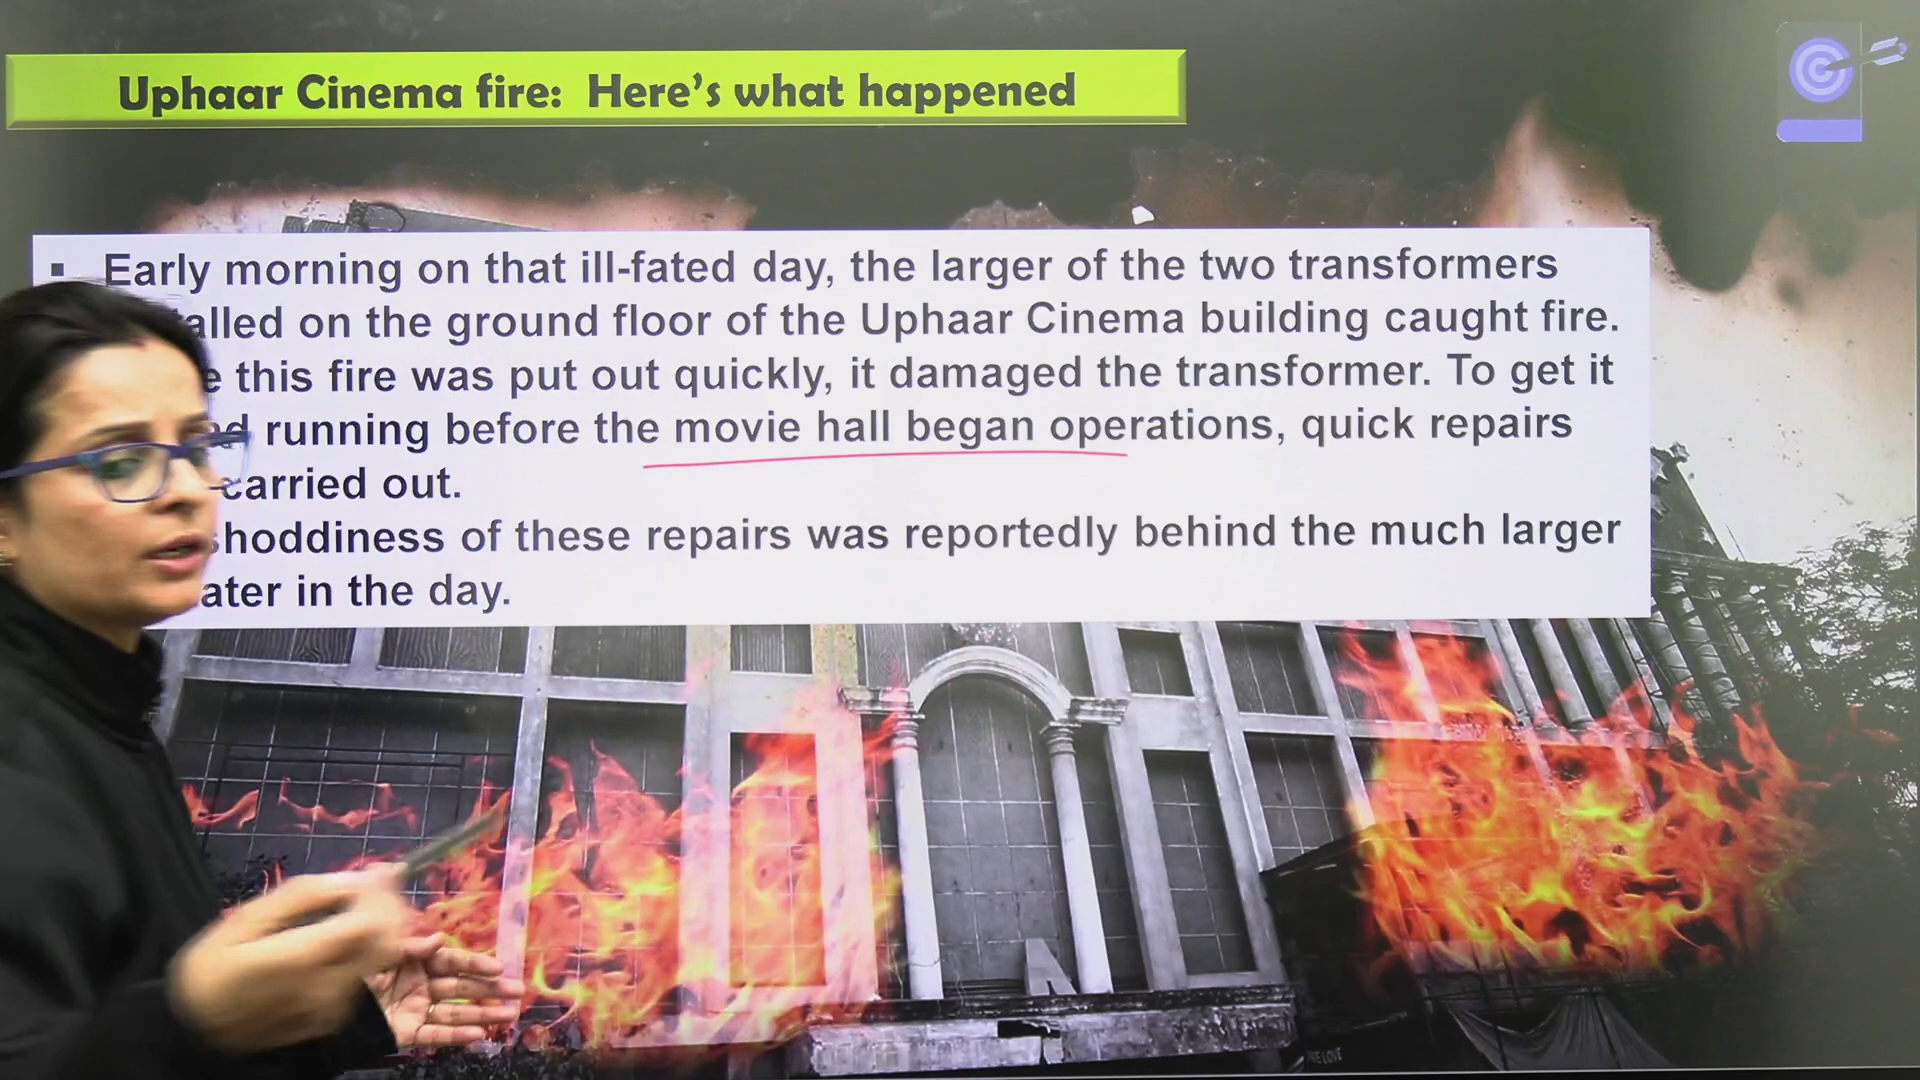 Uphaar Cinema fire: Here's what happened
▪ Early morning on that ill-fated day, the larger of the two transformers
alled on the ground floor of the Uphaar Cinema building caught fire.
e this fire was put out quickly, it damaged the transformer. To get it
d running before the movie hall began operations, quick repairs
carried out.
shoddiness of these repairs was reportedly behind the much larger
ater in the day.